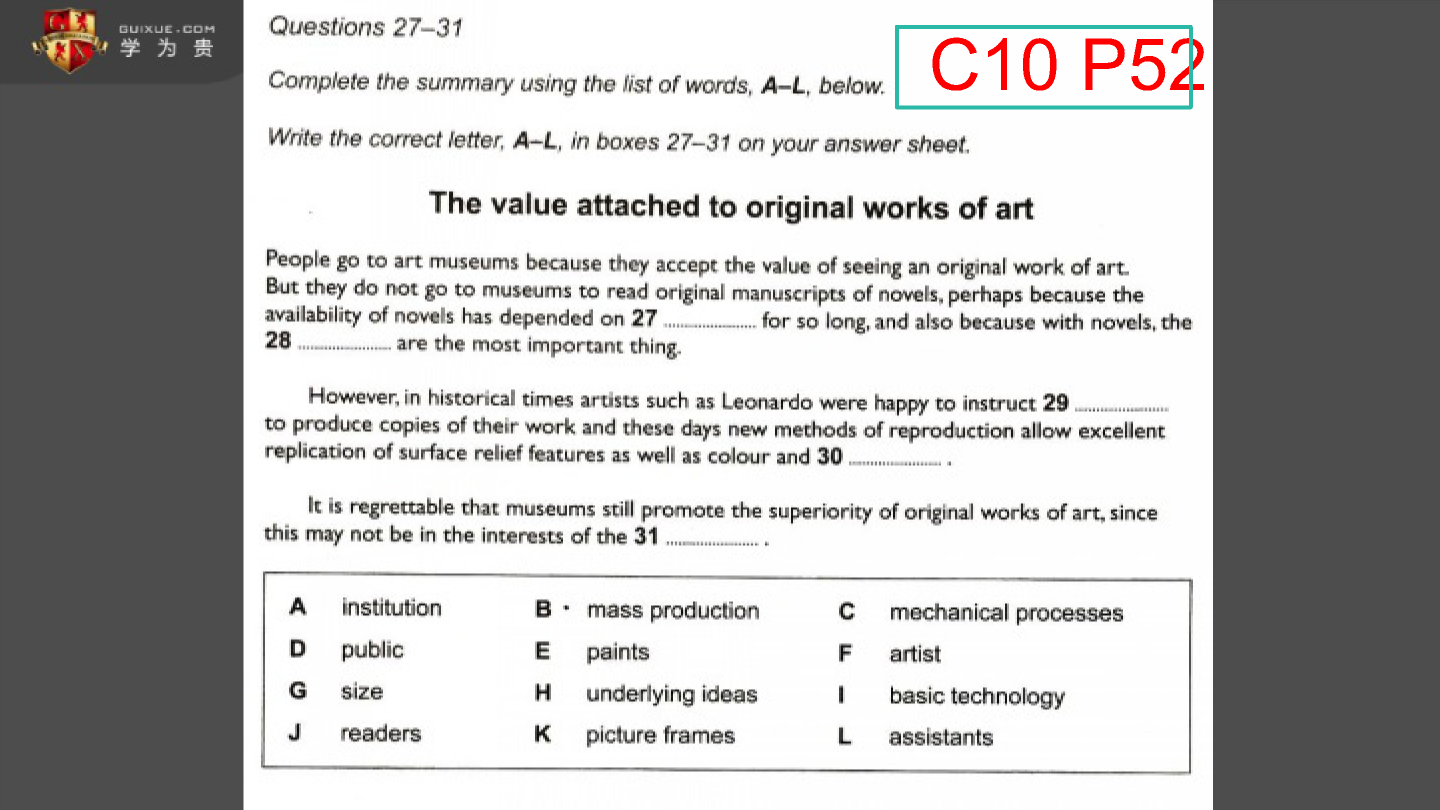 GUIXUE.COM
学为贵
Questions 27–31
C10 P52
Complete the summary using the list of words, A–L, below.
Write the correct letter, A–L, in boxes 27–31 on your answer sheet.
The value attached to original works of art
People go to art museums because they accept the value of seeing an original work of art.
But they do not go to museums to read original manuscripts of novels, perhaps because the
availability of novels has depended on 27 .................... for so long, and also because with novels, the
28 .................... are the most important thing.
However, in historical times artists such as Leonardo were happy to instruct 29 ....................
to produce copies of their work and these days new methods of reproduction allow excellent
replication of surface relief features as well as colour and 30 .................... .
It is regrettable that museums still promote the superiority of original works of art, since
this may not be in the interests of the 31 .................... .
A institution B mass production C mechanical processes
D public E paints F artist
G size H underlying ideas I basic technology
J readers K picture frames L assistants